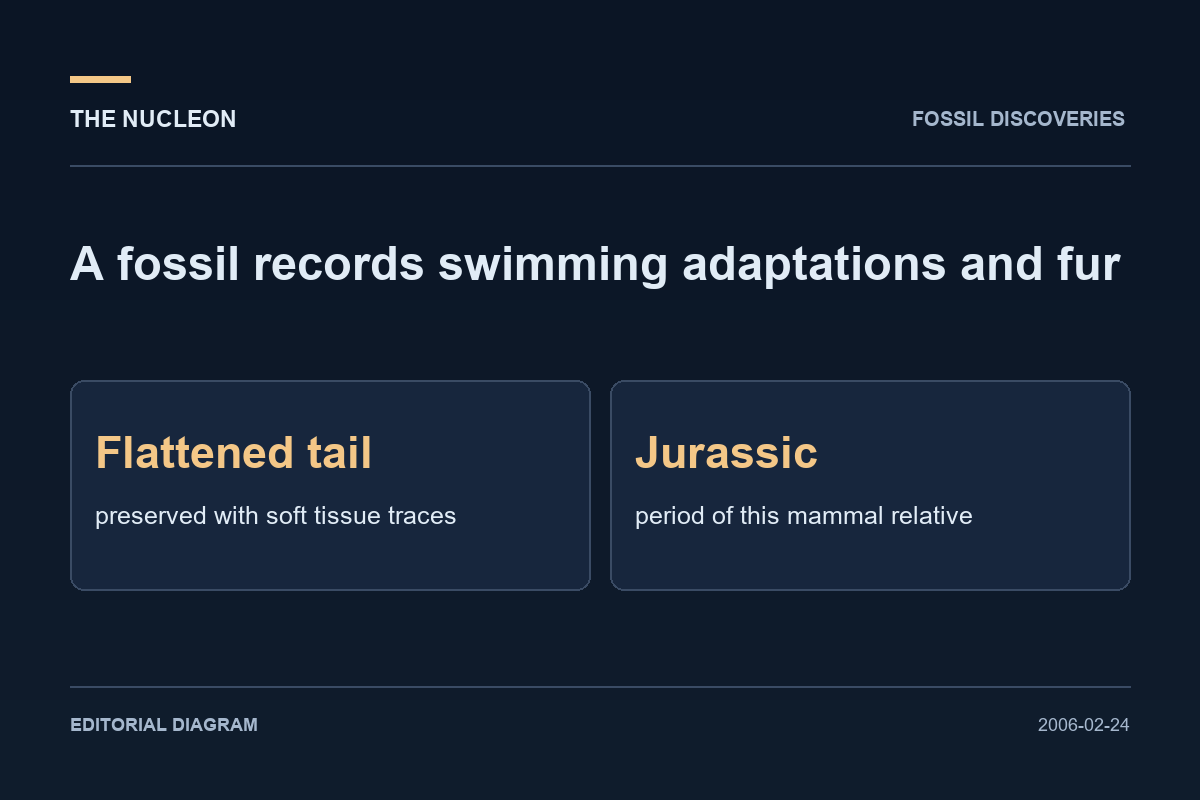 THE NUCLEON
FOSSIL DISCOVERIES
A fossil records swimming adaptations and fur
Flattened tail
preserved with soft tissue traces
Jurassic
period of this mammal relative
EDITORIAL DIAGRAM
2006-02-24